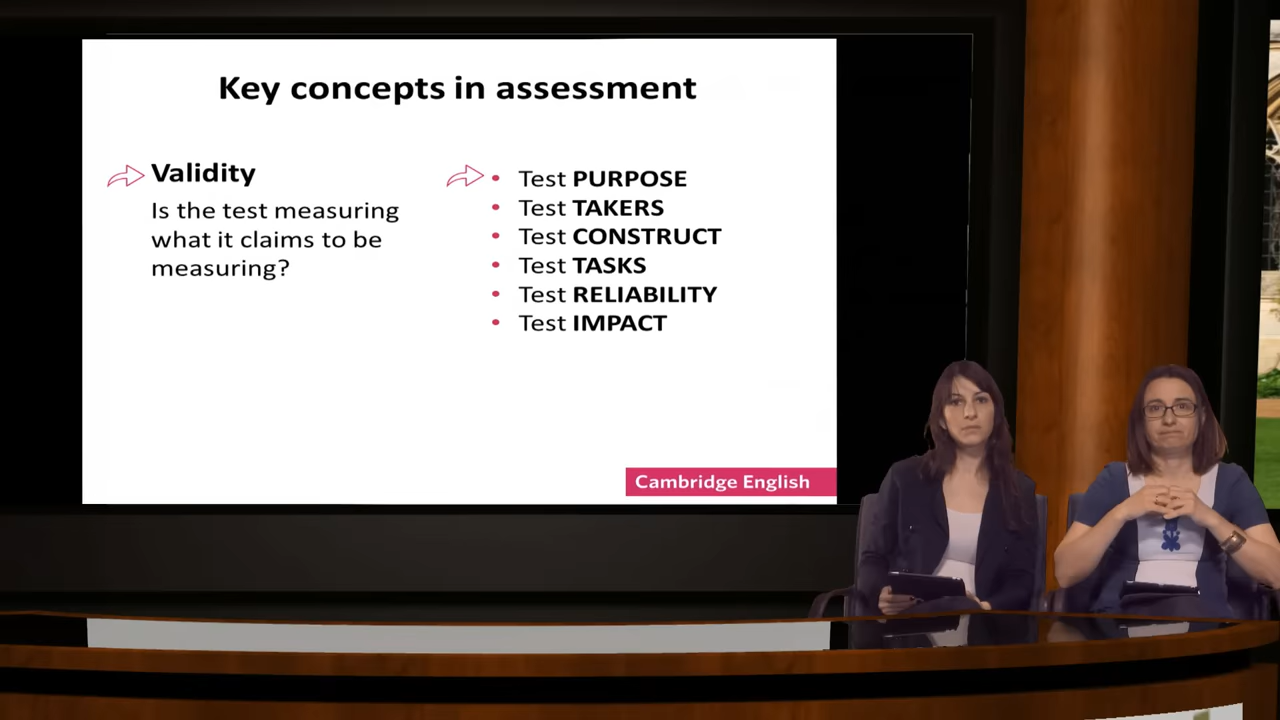 Key concepts in assessment
Validity
Is the test measuring
what it claims to be
measuring?
• Test PURPOSE
• Test TAKERS
• Test CONSTRUCT
• Test TASKS
• Test RELIABILITY
• Test IMPACT
Cambridge English